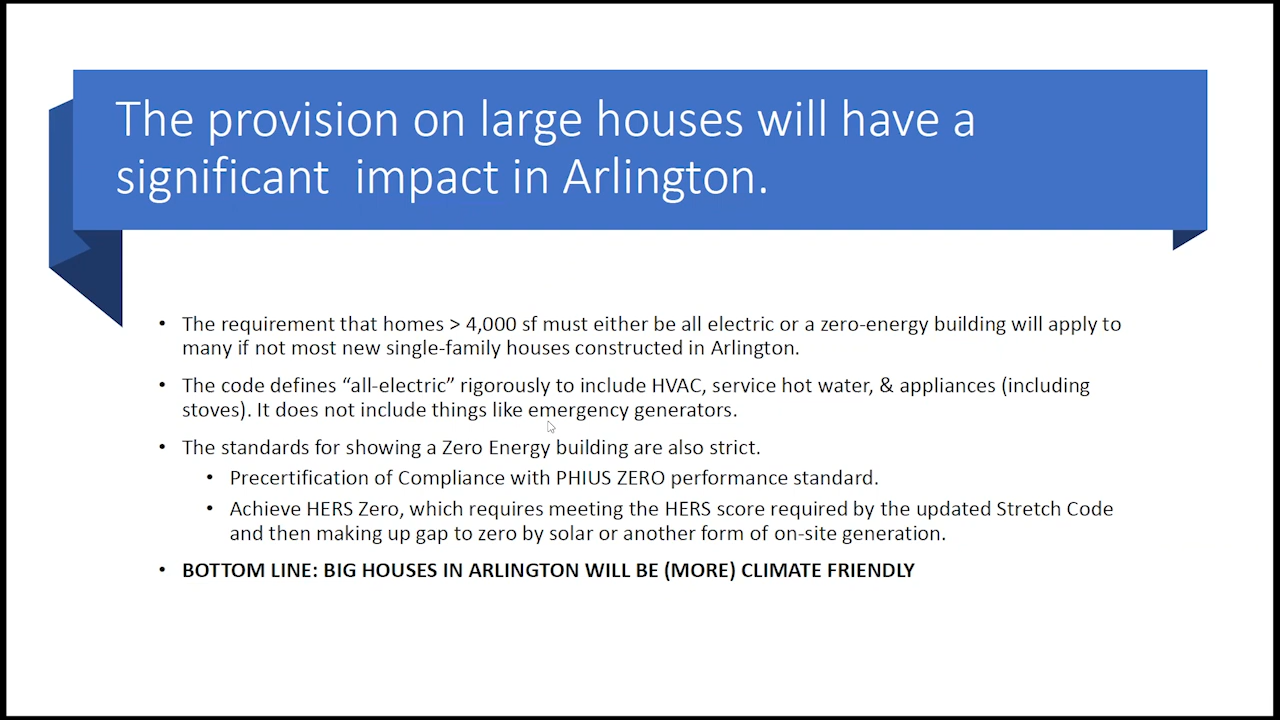 The provision on large houses will have a
significant  impact in Arlington.
• The requirement that homes > 4,000 sf must either be all electric or a zero-energy building will apply to
many if not most new single-family houses constructed in Arlington.
• The code defines “all-electric” rigorously to include HVAC, service hot water, & appliances (including
stoves). It does not include things like emergency generators.
• The standards for showing a Zero Energy building are also strict.
• Precertification of Compliance with PHIUS ZERO performance standard.
• Achieve HERS Zero, which requires meeting the HERS score required by the updated Stretch Code
and then making up gap to zero by solar or another form of on-site generation.
• BOTTOM LINE: BIG HOUSES IN ARLINGTON WILL BE (MORE) CLIMATE FRIENDLY